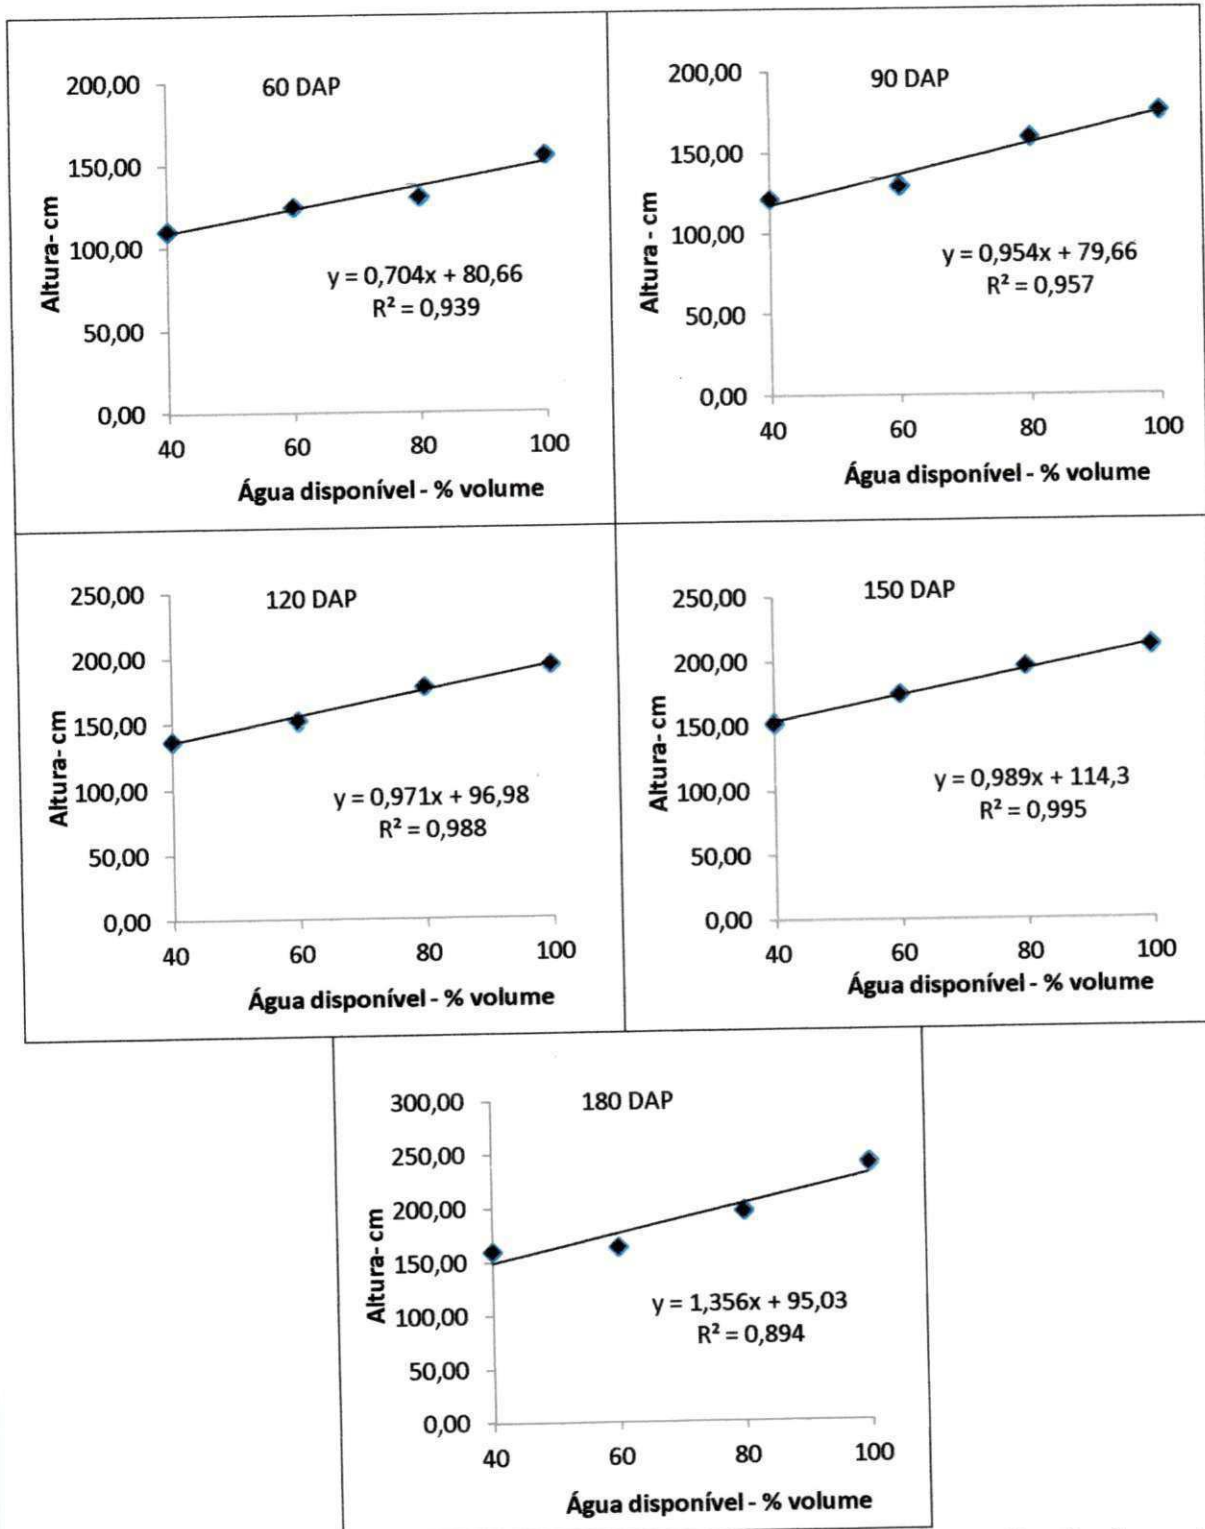 60 DAP
200,00
150,00
100,00
50,00
0,00
Altura- cm
y = 0,704x + 80,66
R² = 0,939
40 60 80 100
Água disponível - % volume
90 DAP
200,00
150,00
100,00
50,00
0,00
Altura - cm
y = 0,954x + 79,66
R² = 0,957
40 60 80 100
Água disponível - % volume
120 DAP
250,00
200,00
150,00
100,00
50,00
0,00
Altura- cm
y = 0,971x + 96,98
R² = 0,988
40 60 80 100
Água disponível - % volume
150 DAP
250,00
200,00
150,00
100,00
50,00
0,00
Altura- cm
y = 0,989x + 114,3
R² = 0,995
40 60 80 100
Água disponível - % volume
180 DAP
300,00
250,00
200,00
150,00
100,00
50,00
0,00
Altura- cm
y = 1,356x + 95,03
R² = 0,894
40 60 80 100
Água disponível - % volume